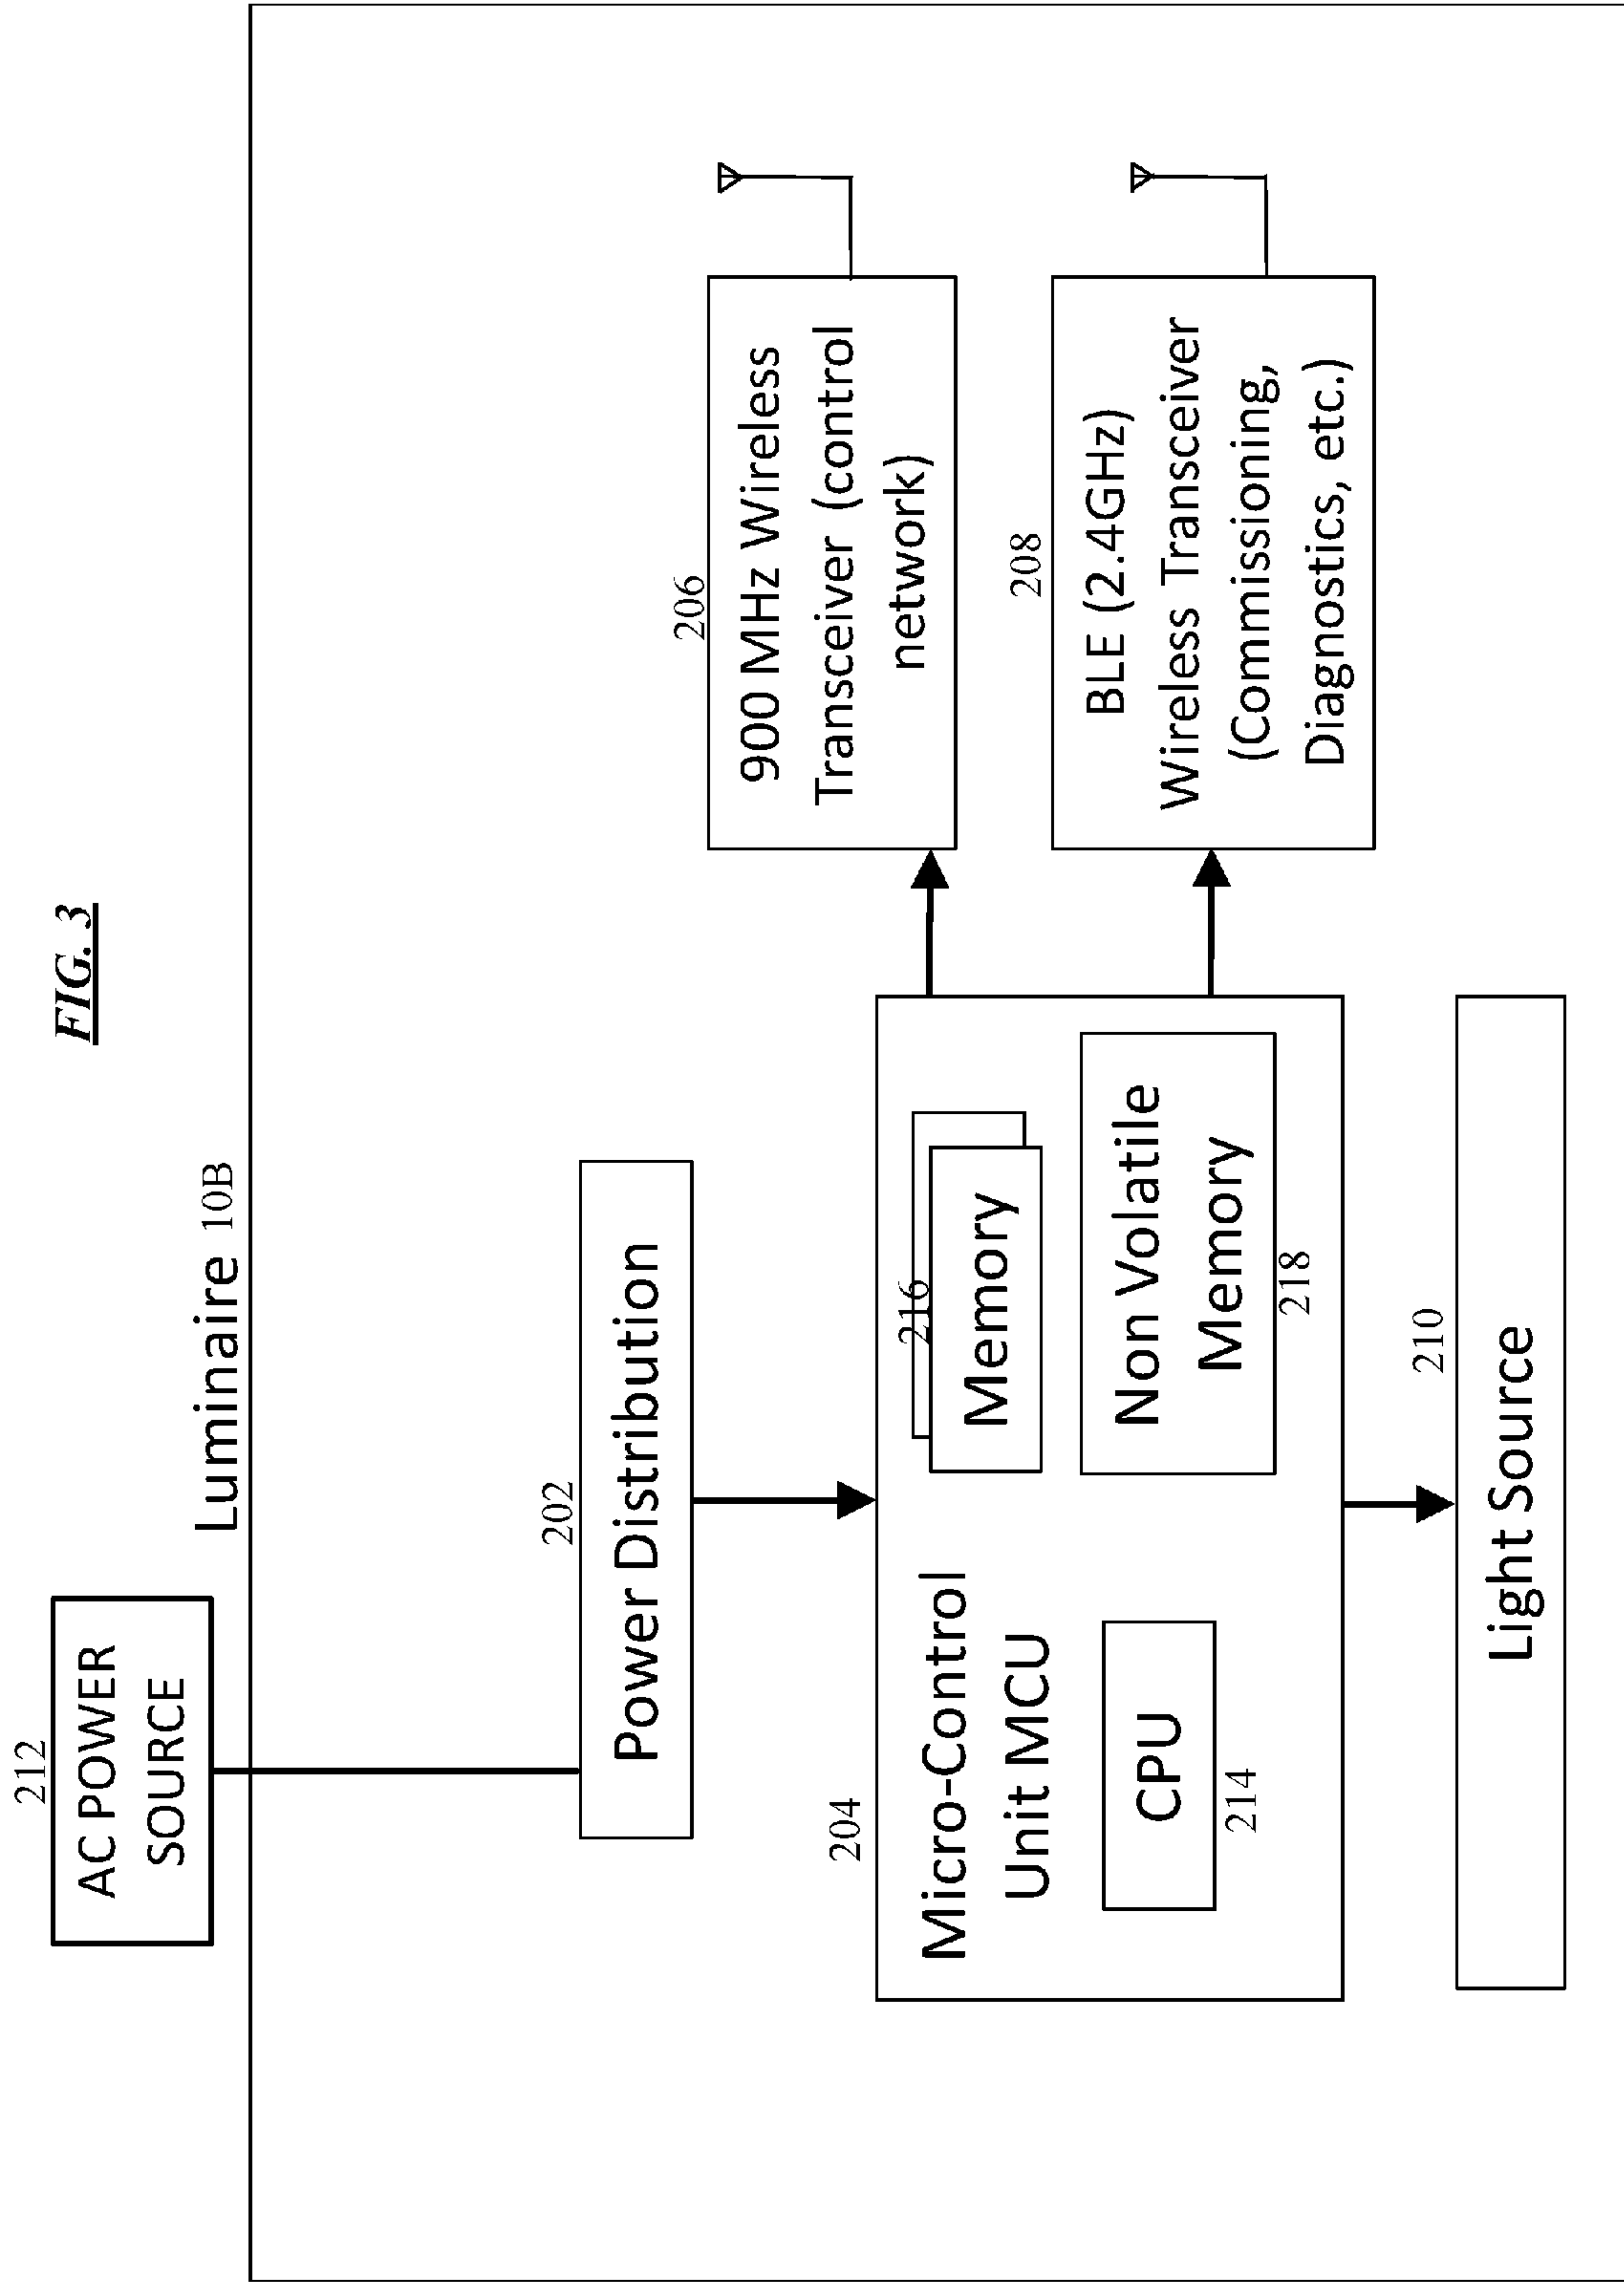 FIG. 3
212
AC POWER
SOURCE
Luminaire 10B
202
Power Distribution
204
Micro-Control
Unit MCU
CPU
214
216
Memory
Non Volatile
Memory
218
206
900 MHz Wireless
Transceiver (control
network)
208
BLE (2.4GHz)
Wireless Transceiver
(Commissioning,
Diagnostics, etc.)
210
Light Source